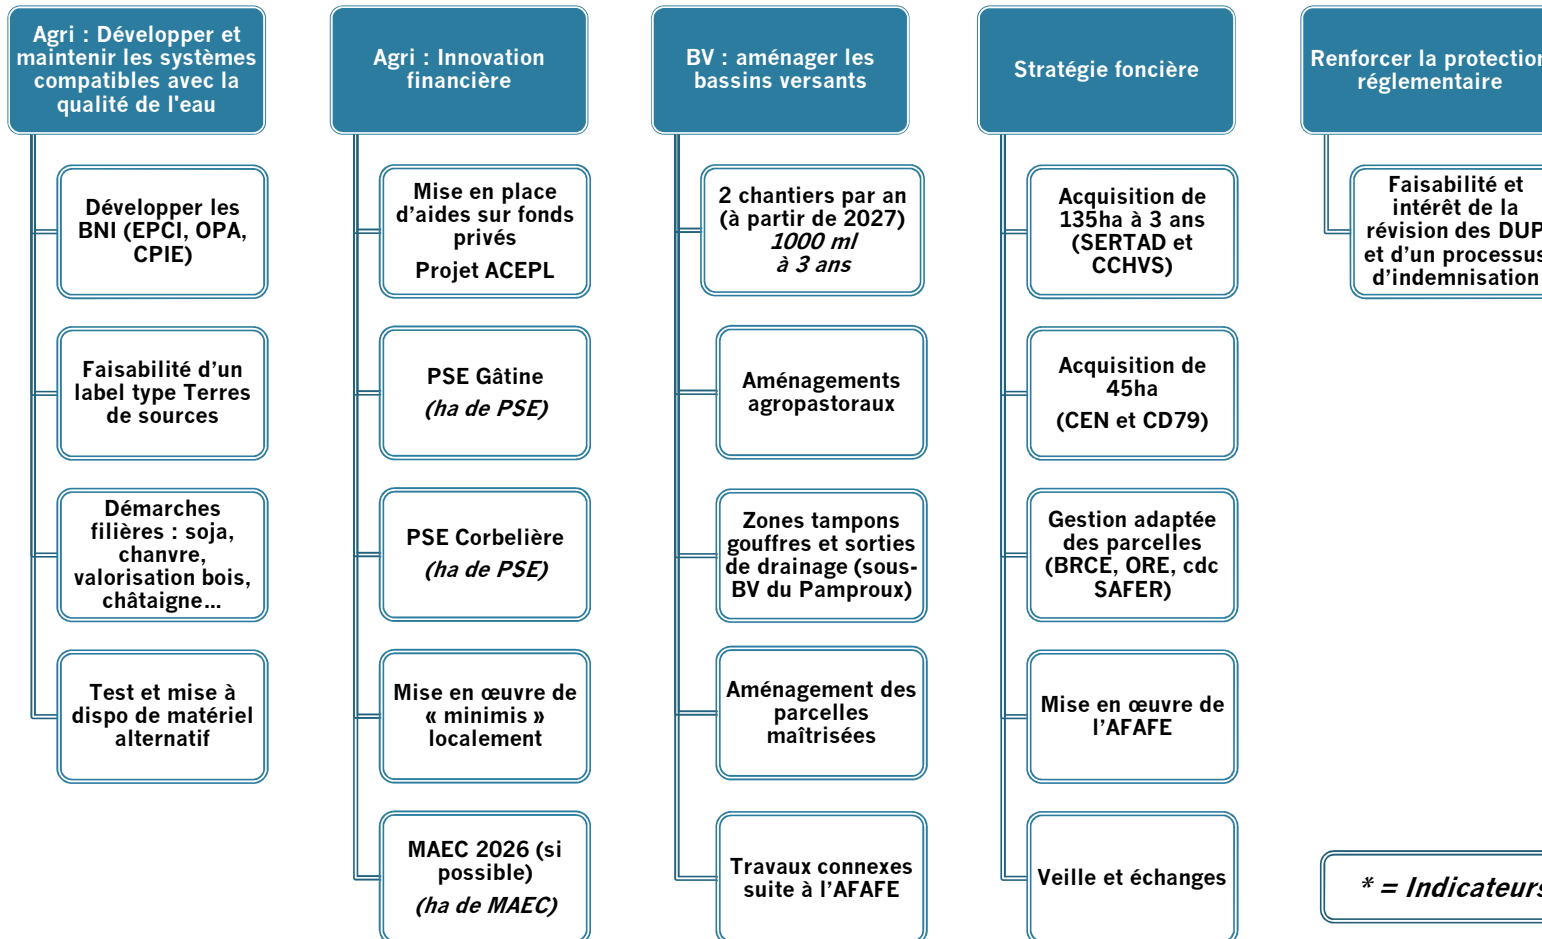 Agri : Développer et
maintenir les systèmes
compatibles avec la
qualité de l'eau
Développer les
BNI (EPCI, OPA,
CPIE)
Faisabilité d’un
label type Terres
de sources
Démarches
filières : soja,
chanvre,
valorisation bois,
châtaigne…
Test et mise à
dispo de matériel
alternatif
Agri : Innovation
financière
Mise en place
d’aides sur fonds
privés
Projet ACEPL
PSE Gâtine
(ha de PSE)
PSE Corbelière
(ha de PSE)
Mise en œuvre de
« minimis »
localement
MAEC 2026 (si
possible)
(ha de MAEC)
BV : aménager les
bassins versants
2 chantiers par an
(à partir de 2027)
1000 ml
à 3 ans
Aménagements
agropastoraux
Zones tampons
gouffres et sorties
de drainage (sous-
BV du Pamproux)
Aménagement des
parcelles
maîtrisées
Travaux connexes
suite à l’AFAFE
Stratégie foncière
Acquisition de
135ha à 3 ans
(SERTAD et
CCHVS)
Acquisition de
45ha
(CEN et CD79)
Gestion adaptée
des parcelles
(BRCE, ORE, cdc
SAFER)
Mise en œuvre de
l’AFAFE
Veille et échanges
Renforcer la protection
réglementaire
Faisabilité et
intérêt de la
révision des DUP
et d’un processus
d’indemnisation
* = Indicateurs